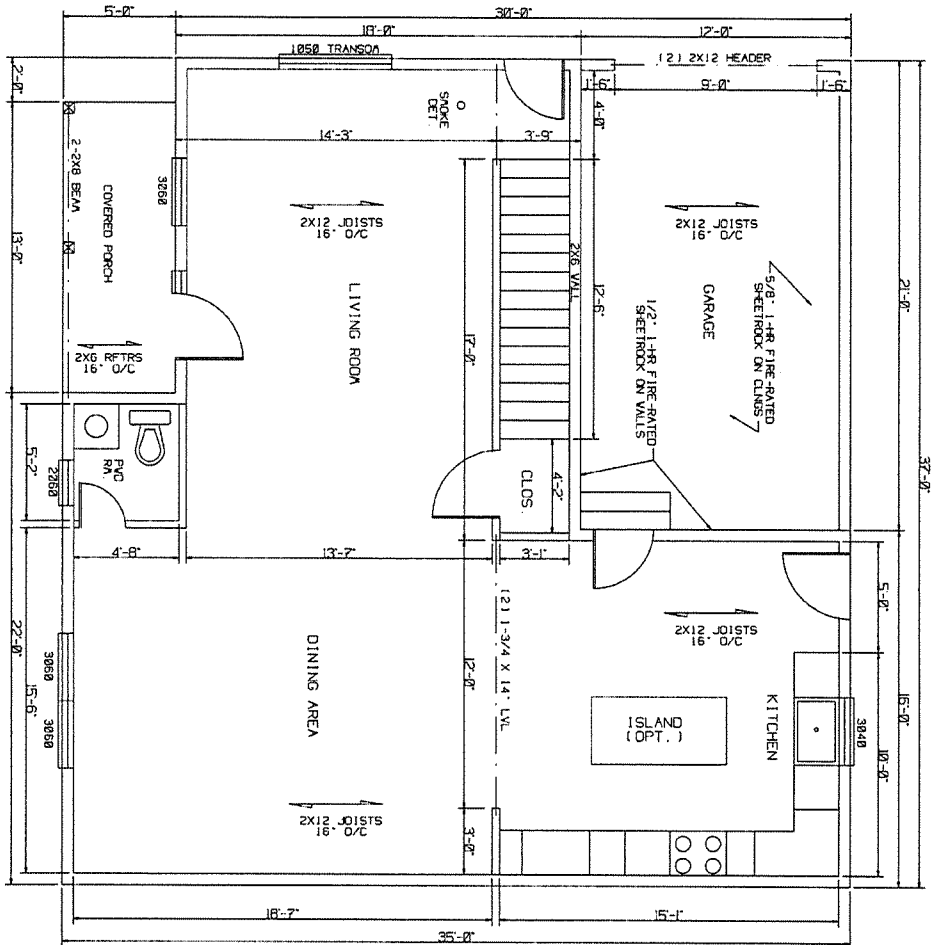 30'-0"
5'-0"
18'-0"
12'-0"
1050 TRANSOM
(2) 2X12 HEADER
1'-6"
9'-0"
1'-6"
2'-0"
4'-0"
SMOKE
DET.
14'-3"
3'-9"
2-2X8 BEAM
3060
COVERED PORCH
13'-0"
2X12 JOISTS
16" O/C
2X12 JOISTS
16" O/C
2X6 WALL
12'-6"
GARAGE
5/8" 1-HR FIRE-RATED
SHEETROCK ON CLNGS
1/2" 1-HR FIRE-RATED
SHEETROCK ON WALLS
21'-0"
37'-0"
LIVING ROOM
17'-0"
2X6 RFTRS
16" O/C
5'-2"
PWD
RM.
2060
CLOS.
4'-2"
4'-8"
13'-7"
3'-1"
5'-0"
(2) 1-3/4 X 14" LVL
2X12 JOISTS
16" O/C
22'-0"
15'-6"
3060
3060
DINING AREA
12'-0"
ISLAND
(OPT.)
KITCHEN
3040
10'-0"
16'-0"
2X12 JOISTS
16" O/C
3'-0"
18'-7"
15'-1"
35'-0"